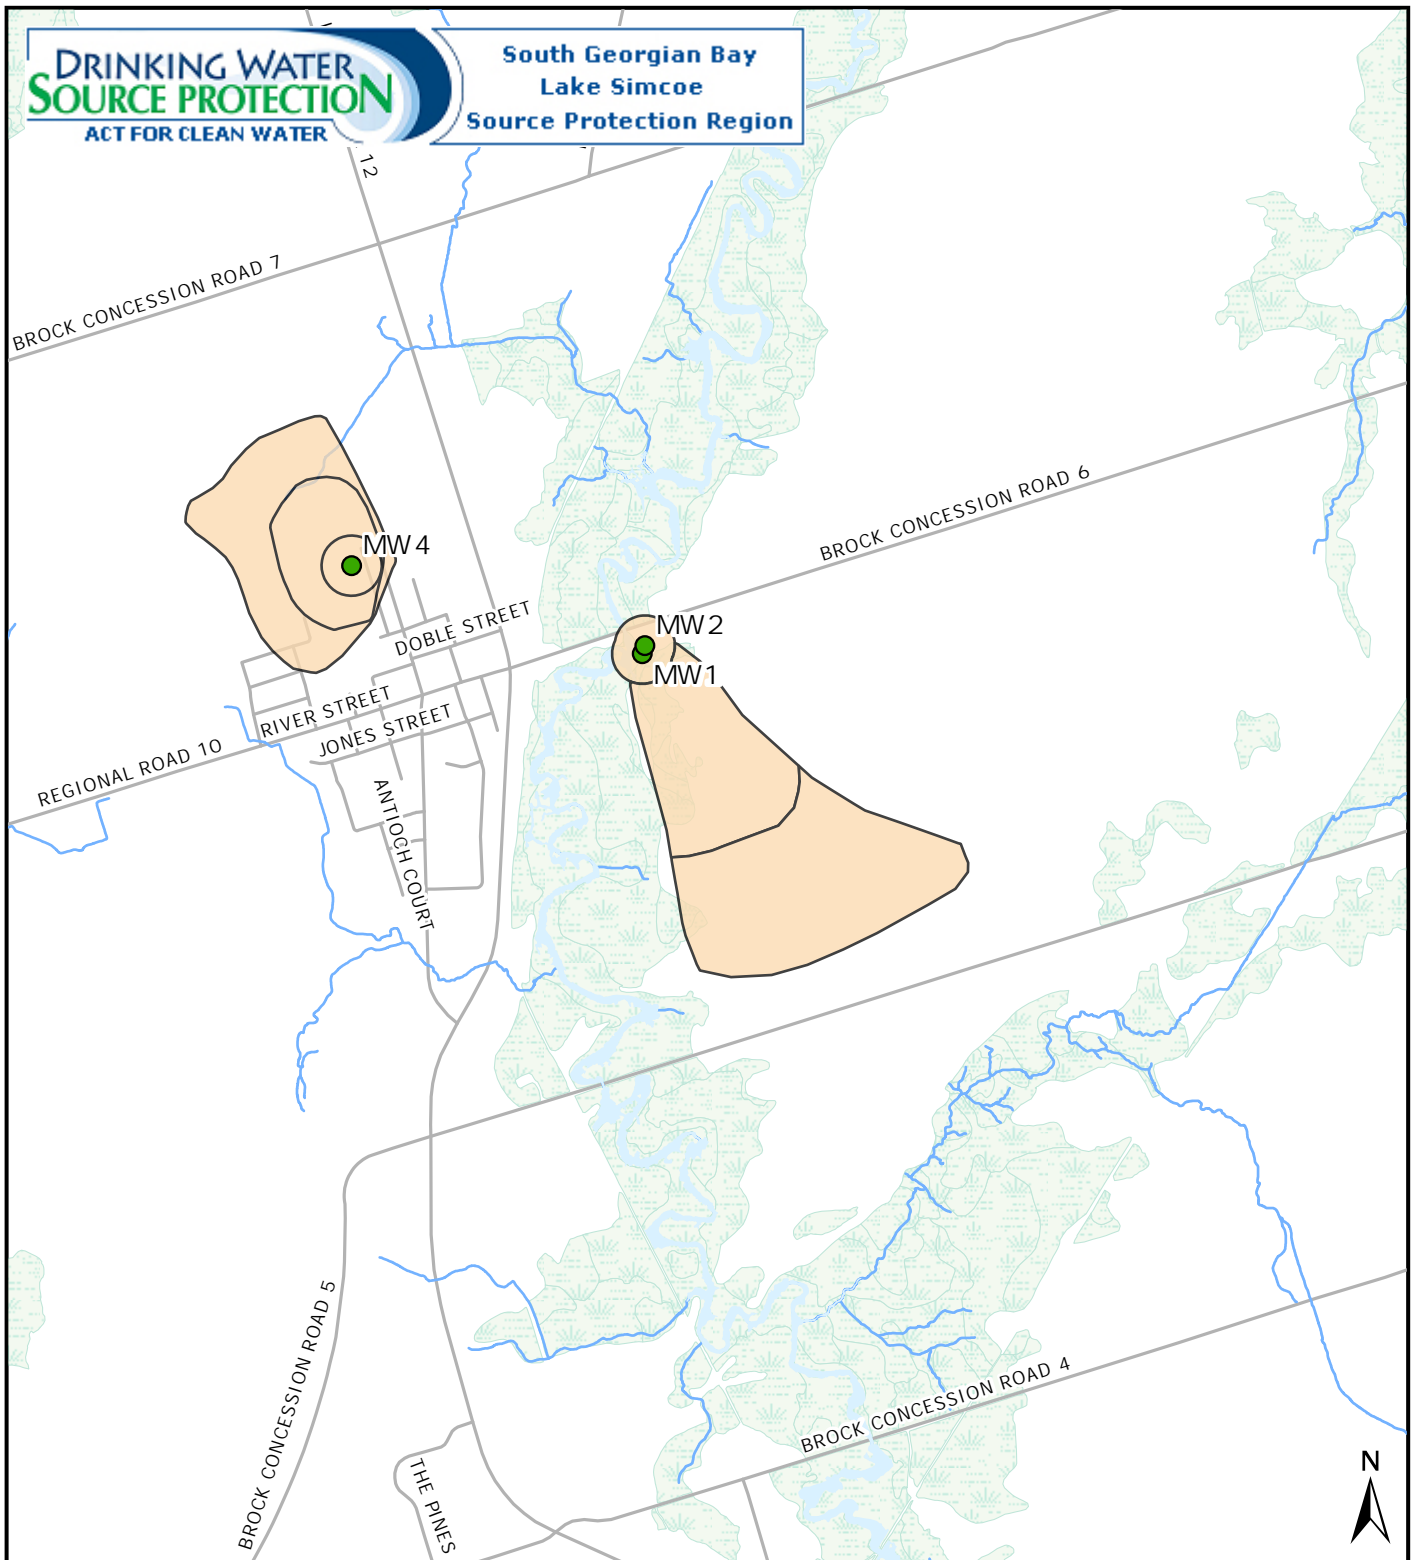 DRINKING WATER
SOURCE PROTECTION
ACT FOR CLEAN WATER
South Georgian Bay
Lake Simcoe
Source Protection Region
12
BROCK CONCESSION ROAD 7
BROCK CONCESSION ROAD 6
MW4
DOBLE STREET
MW2
MW1
RIVER STREET
JONES STREET
REGIONAL ROAD 10
ANTIOCH COURT
BROCK CONCESSION ROAD 5
BROCK CONCESSION ROAD 4
THE PINES
N